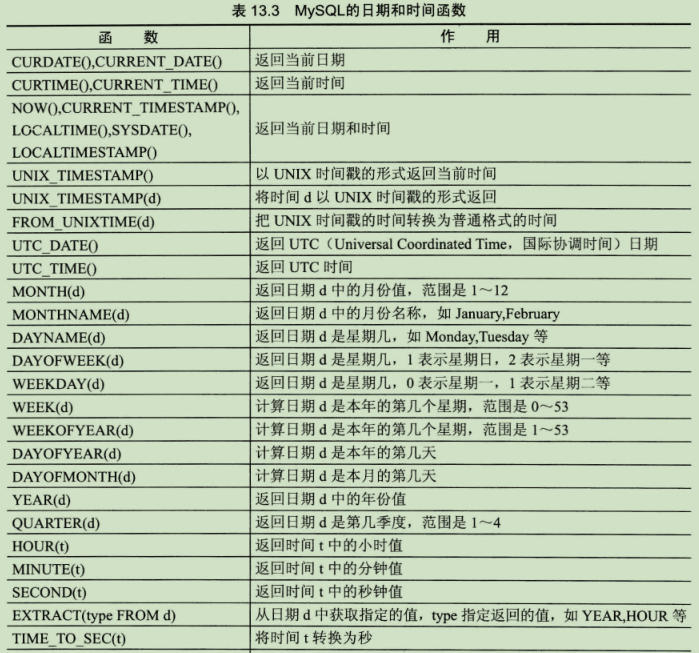 表 13.3 MySQL的日期和时间函数
函 数 作 用
CURDATE(),CURRENT_DATE() 返回当前日期
CURTIME(),CURRENT_TIME() 返回当前时间
NOW(),CURRENT_TIMESTAMP(),
LOCALTIME(),SYSDATE(), 返回当前日期和时间
LOCALTIMESTAMP()
UNIX_TIMESTAMP() 以 UNIX 时间戳的形式返回当前时间
UNIX_TIMESTAMP(d) 将时间 d 以 UNIX 时间戳的形式返回
FROM_UNIXTIME(d) 把 UNIX 时间戳的时间转换为普通格式的时间
UTC_DATE() 返回 UTC（Universal Coordinated Time，国际协调时间）日期
UTC_TIME() 返回 UTC 时间
MONTH(d) 返回日期 d 中的月份值，范围是 1～12
MONTHNAME(d) 返回日期 d 中的月份名称，如 January,February
DAYNAME(d) 返回日期 d 是星期几，如 Monday,Tuesday 等
DAYOFWEEK(d) 返回日期 d 是星期几，1 表示星期日，2 表示星期一等
WEEKDAY(d) 返回日期 d 是星期几，0 表示星期一，1 表示星期二等
WEEK(d) 计算日期 d 是本年的第几个星期，范围是 0～53
WEEKOFYEAR(d) 计算日期 d 是本年的第几个星期，范围是 1～53
DAYOFYEAR(d) 计算日期 d 是本年的第几天
DAYOFMONTH(d) 计算日期 d 是本月的第几天
YEAR(d) 返回日期 d 中的年份值
QUARTER(d) 返回日期 d 是第几季度，范围是 1～4
HOUR(t) 返回时间 t 中的小时值
MINUTE(t) 返回时间 t 中的分钟值
SECOND(t) 返回时间 t 中的秒钟值
EXTRACT(type FROM d) 从日期 d 中获取指定的值，type 指定返回的值，如 YEAR,HOUR 等
TIME_TO_SEC(t) 将时间 t 转换为秒